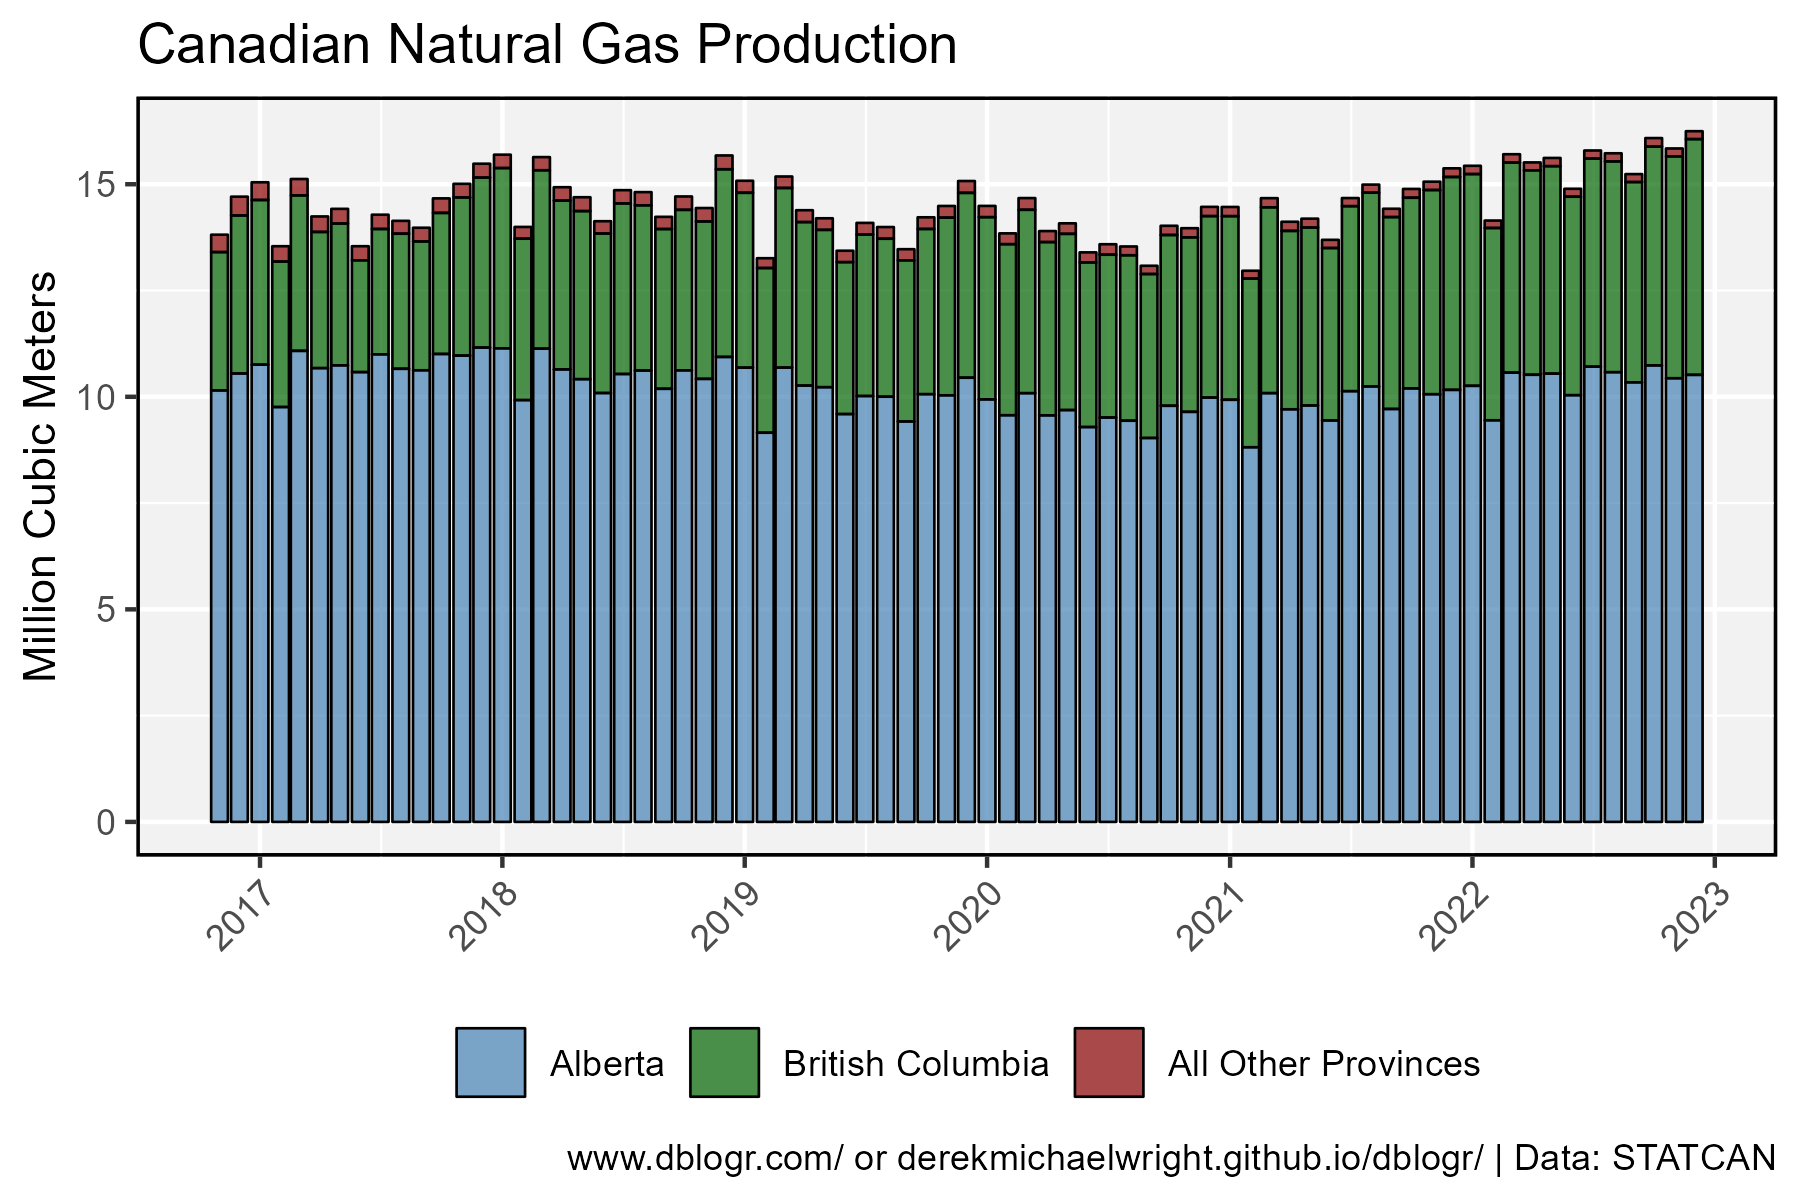 Canadian Natural Gas Production
Million Cubic Meters
15
10
5
0
2017
2018
2019
2020
2021
2022
2023
Alberta
British Columbia
All Other Provinces
www.dblogr.com/ or derekmichaelwright.github.io/dblogr/ | Data: STATCAN